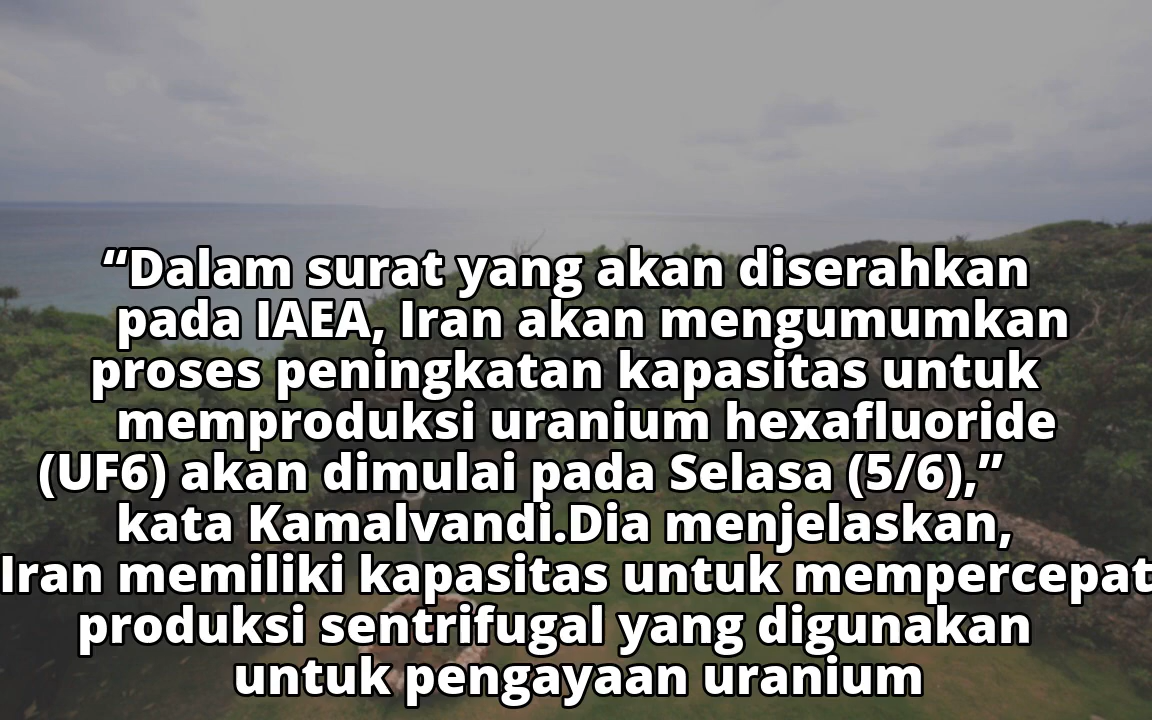 “Dalam surat yang akan diserahkan
pada IAEA, Iran akan mengumumkan
proses peningkatan kapasitas untuk
memproduksi uranium hexafluoride
(UF6) akan dimulai pada Selasa (5/6),”
kata Kamalvandi.Dia menjelaskan,
Iran memiliki kapasitas untuk mempercepat
produksi sentrifugal yang digunakan
untuk pengayaan uranium